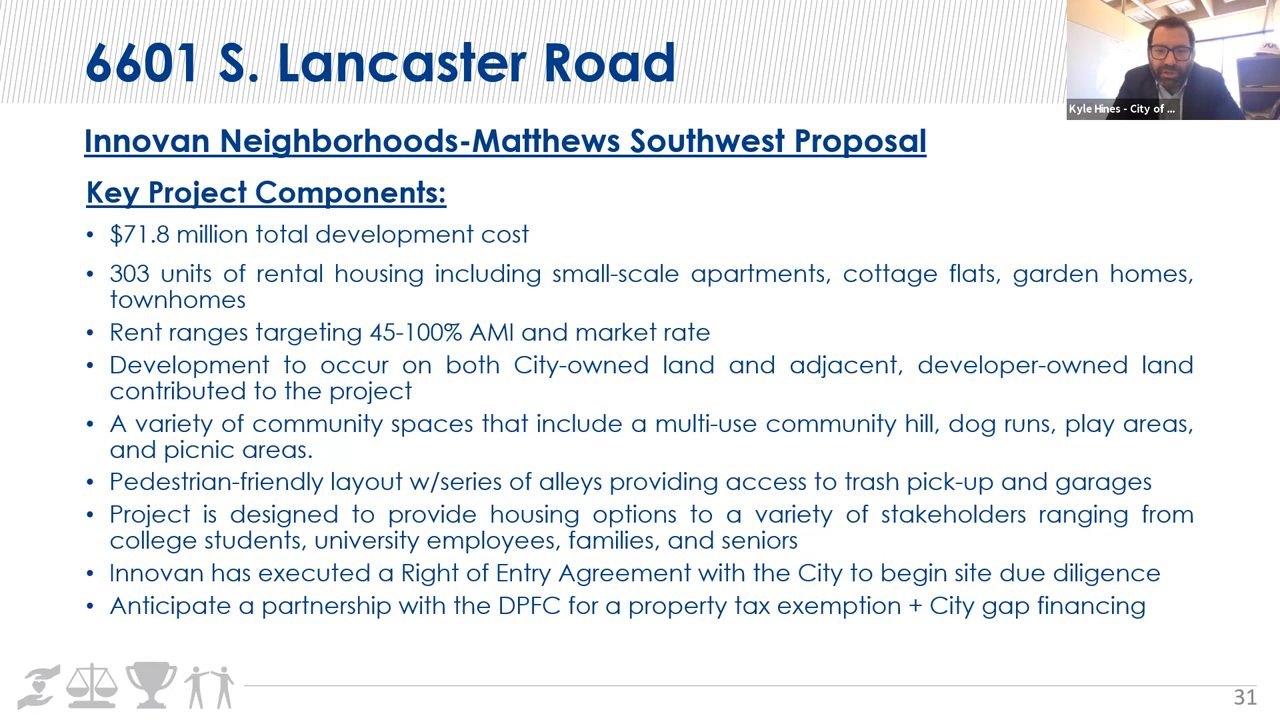 6601 S. Lancaster Road
Kyle Hines - City of ...
Innovan Neighborhoods-Matthews Southwest Proposal
Key Project Components:
• $71.8 million total development cost
• 303 units of rental housing including small-scale apartments, cottage flats, garden homes,
townhomes
• Rent ranges targeting 45-100% AMI and market rate
• Development to occur on both City-owned land and adjacent, developer-owned land
contributed to the project
• A variety of community spaces that include a multi-use community hill, dog runs, play areas,
and picnic areas.
• Pedestrian-friendly layout w/series of alleys providing access to trash pick-up and garages
• Project is designed to provide housing options to a variety of stakeholders ranging from
college students, university employees, families, and seniors
• Innovan has executed a Right of Entry Agreement with the City to begin site due diligence
• Anticipate a partnership with the DPFC for a property tax exemption + City gap financing
31